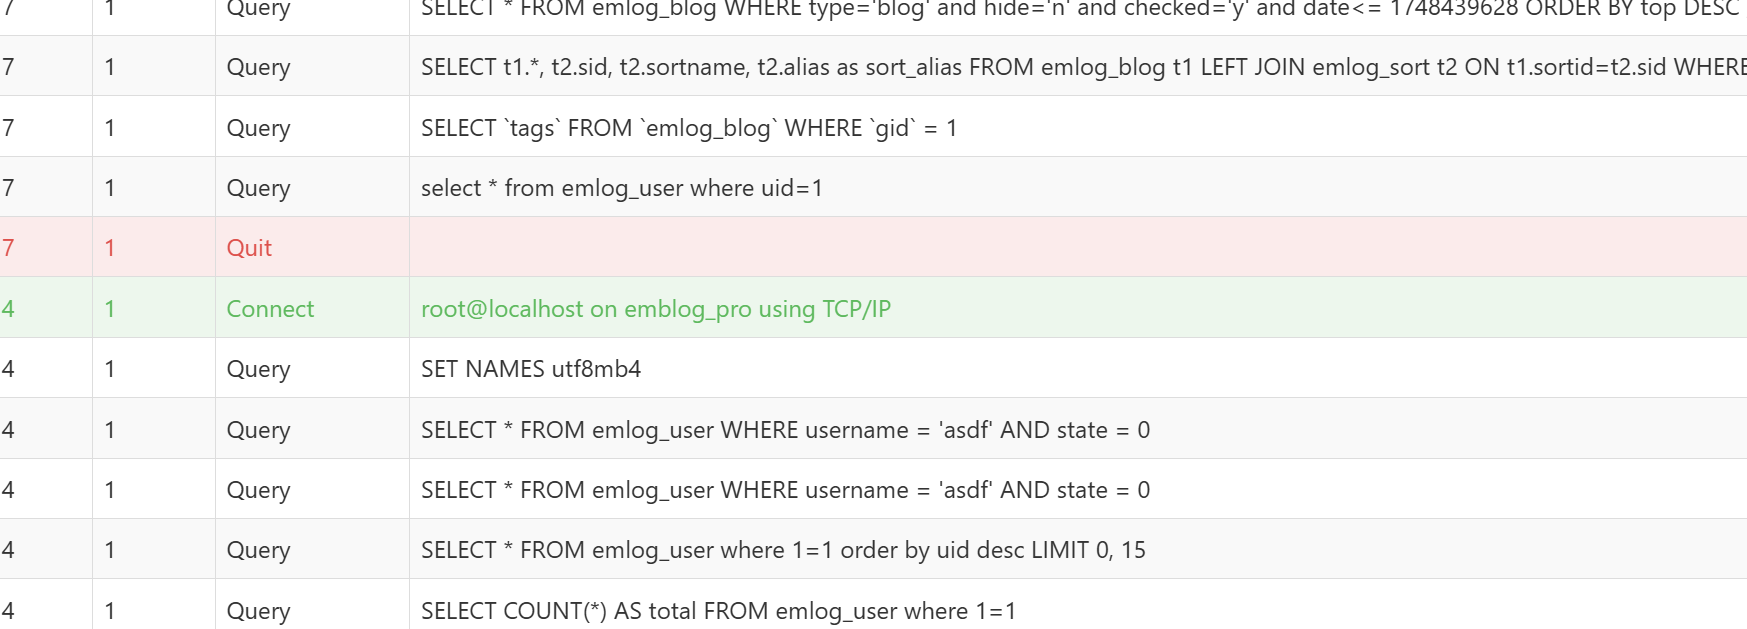 7 1 Query SELECT * FROM emlog_blog WHERE type='blog' and hide='n' and checked='y' and date<= 1748439628 ORDER BY top DESC
7 1 Query SELECT t1.*, t2.sid, t2.sortname, t2.alias as sort_alias FROM emlog_blog t1 LEFT JOIN emlog_sort t2 ON t1.sortid=t2.sid WHERE
7 1 Query SELECT `tags` FROM `emlog_blog` WHERE `gid` = 1
7 1 Query select * from emlog_user where uid=1
7 1 Quit
4 1 Connect root@localhost on emblog_pro using TCP/IP
4 1 Query SET NAMES utf8mb4
4 1 Query SELECT * FROM emlog_user WHERE username = 'asdf' AND state = 0
4 1 Query SELECT * FROM emlog_user WHERE username = 'asdf' AND state = 0
4 1 Query SELECT * FROM emlog_user where 1=1 order by uid desc LIMIT 0, 15
4 1 Query SELECT COUNT(*) AS total FROM emlog_user where 1=1